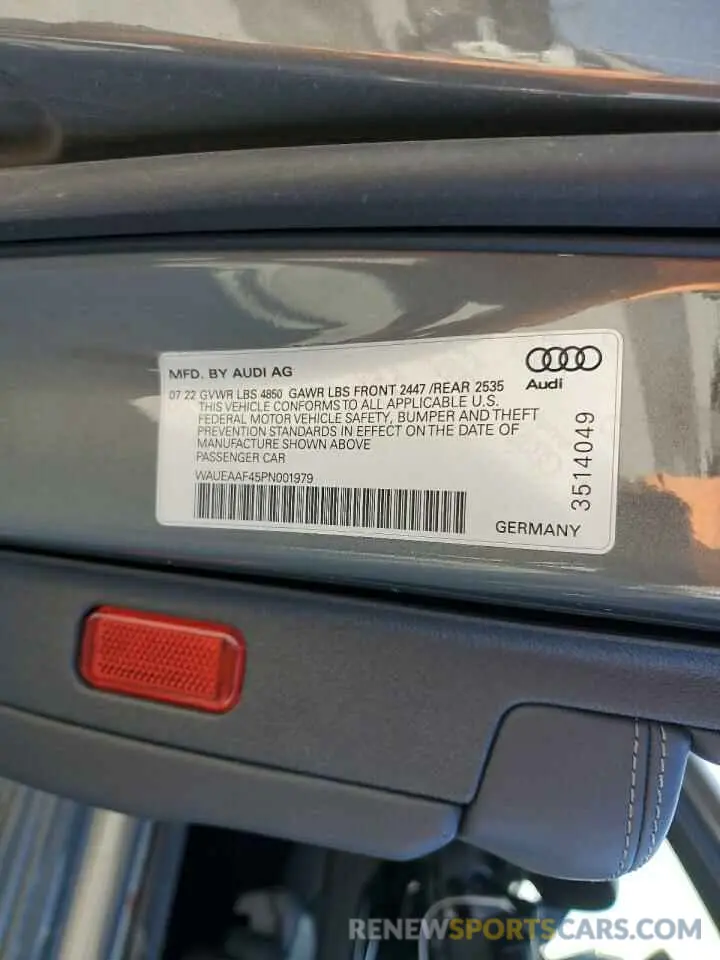 MFD. BY AUDI AG
Audi
07 22 GVWR LBS 4850 GAWR LBS FRONT 2447 /REAR 2535
THIS VEHICLE CONFORMS TO ALL APPLICABLE U.S.
FEDERAL MOTOR VEHICLE SAFETY, BUMPER AND THEFT
PREVENTION STANDARDS IN EFFECT ON THE DATE OF
MANUFACTURE SHOWN ABOVE
PASSENGER CAR
WAUEAAF45PN001979
3514049
GERMANY
RENEWSPORTSCARS.COM